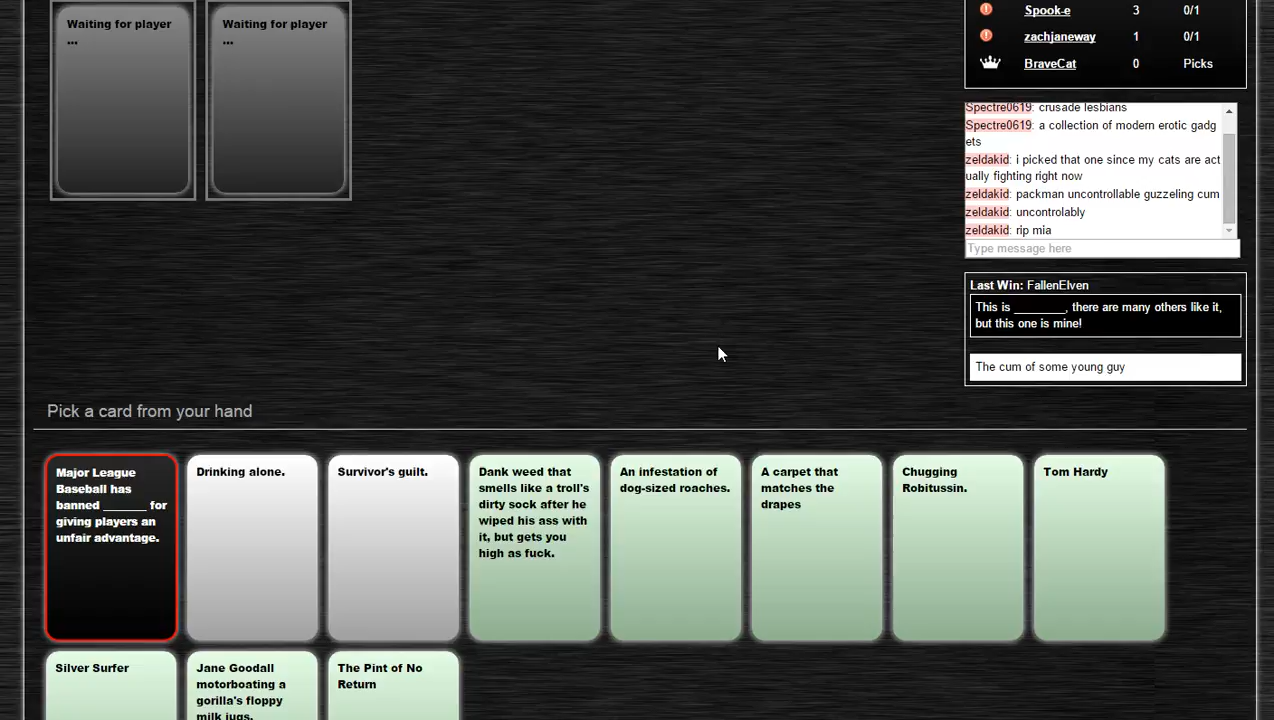 Waiting for player
...
Waiting for player
...
Spook-e 3 0/1
zachjaneway 1 0/1
BraveCat 0 Picks
Spectre0619: crusade lesbians
Spectre0619: a collection of modern erotic gadg
ets
zeldakid: i picked that one since my cats are act
ually fighting right now
zeldakid: packman uncontrollable guzzeling cum
zeldakid: uncontrolably
zeldakid: rip mia
Type message here
Last Win: FallenElven
This is ________, there are many others like it,
but this one is mine!
The cum of some young guy
Pick a card from your hand
Major League
Baseball has
banned _______ for
giving players an
unfair advantage.
Drinking alone.
Survivor's guilt.
Dank weed that
smells like a troll's
dirty sock after he
wiped his ass with
it, but gets you
high as fuck.
An infestation of
dog-sized roaches.
A carpet that
matches the
drapes
Chugging
Robitussin.
Tom Hardy
Silver Surfer
Jane Goodall
motorboating a
gorilla's floppy
milk jugs.
The Pint of No
Return